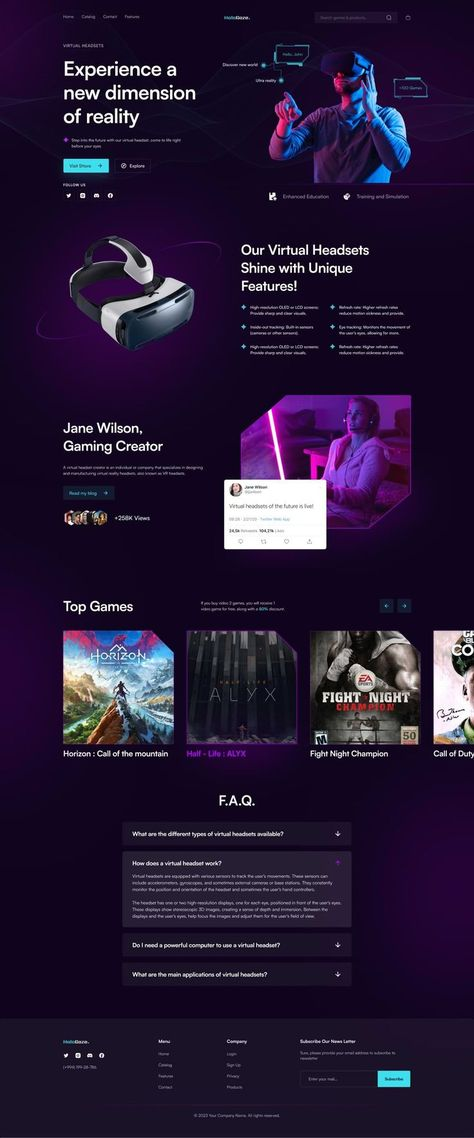 Home Catalog Contact Features
HoloGaze.
Search games & products..
VIRTUAL HEADSETS
Experience a
new dimension
of reality
Step into the future with our virtual headset: come to life right
before your eyes
Visit Store
Explore
FOLLOW US
Discover new world
Ultra reality
Hello, John
+120 Games
Enhanced Education
Training and Simulation
Our Virtual Headsets
Shine with Unique
Features!
High-resolution OLED or LCD screens:
Provide sharp and clear visuals.
Refresh rate: Higher refresh rates
reduce motion sickness and provide.
Inside-out tracking: Built-in sensors
(cameras or other sensors).
Eye tracking: Monitors the movement of
the user's eyes, allowing for more.
High-resolution OLED or LCD screens:
Provide sharp and clear visuals.
Refresh rate: Higher refresh rates
reduce motion sickness and provide.
Jane Wilson,
Gaming Creator
A virtual headset creator is an individual or company that specializes in designing
and manufacturing virtual reality headsets, also known as VR headsets.
Read my blog
+258K Views
Jane Wilson
Virtual headsets of the future is live!
Twitter Web App
24,5k Retweets 104,21k Likes
Top Games
If you buy video 2 games, you will receive 1
video game for free, along with a 60% discount
HORIZON
HALF-LIFE
ALYX
EA
SPORTS
FIGHT NIGHT
CHAMPION
50
Horizon : Call of the mountain
Half - Life : ALYX
Fight Night Champion
Call of Duty
F.A.Q.
What are the different types of virtual headsets available?
How does a virtual headset work?
Virtual headsets are equipped with various sensors to track the user's movements. These sensors can
include accelerometers, gyroscopes, and sometimes external cameras or base stations. They constantly
monitor the position and orientation of the headset and sometimes the user's hand controllers.
The headset has one or two high-resolution displays, one for each eye, positioned in front of the user's eyes.
These displays show stereoscopic 3D images, creating a sense of depth and immersion. Between the
displays and the user's eyes, help focus the images and adjust them for the user's field of view.
Do I need a powerful computer to use a virtual headset?
What are the main applications of virtual headsets?
HoloGaze.
(+994) 199-28-786
Menu
Home
Catalog
Features
Contact
Company
Login
Sign Up
Privacy
Products
Subscribe Our News Letter
Sure, please provide your email address to subscribe to
newsletter
Enter your mail...
Subscribe
© 2023 Your Company Name. All rights reserved.